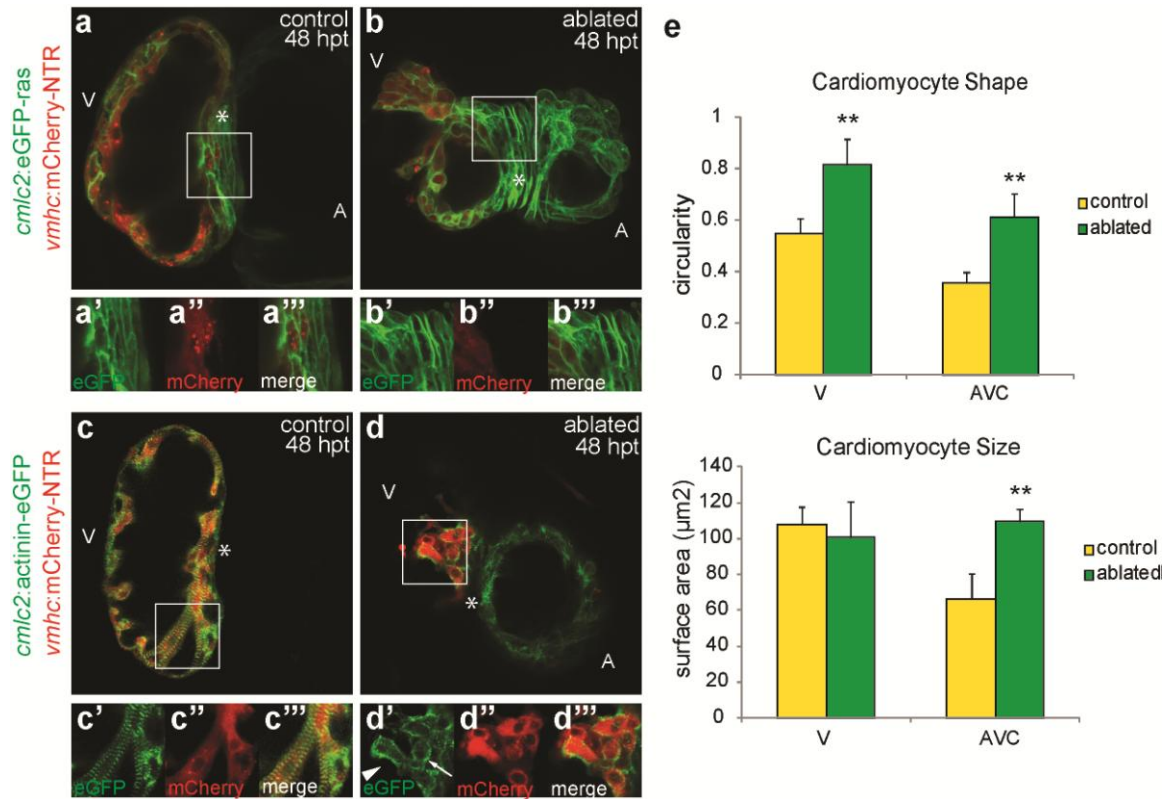 cmlc2:eGFP-ras
vmhc:mCherry-NTR
a
control
48 hpt
V
*
A
b
ablated
48 hpt
V
*
A
a'
eGFP
a''
mCherry
a'''
merge
b'
eGFP
b''
mCherry
b'''
merge
cmlc2:actinin-eGFP
vmhc:mCherry-NTR
c
control
48 hpt
V
*
d
ablated
48 hpt
V
*
A
c'
eGFP
c''
mCherry
c'''
merge
d'
eGFP
d''
mCherry
d'''
merge
e
Cardiomyocyte Shape
circularity
1
0.8
0.6
0.4
0.2
0
**
**
V
AVC
control
ablated
Cardiomyocyte Size
surface area (µm2)
140
120
100
80
60
40
20
0
**
V
AVC
control
ablated